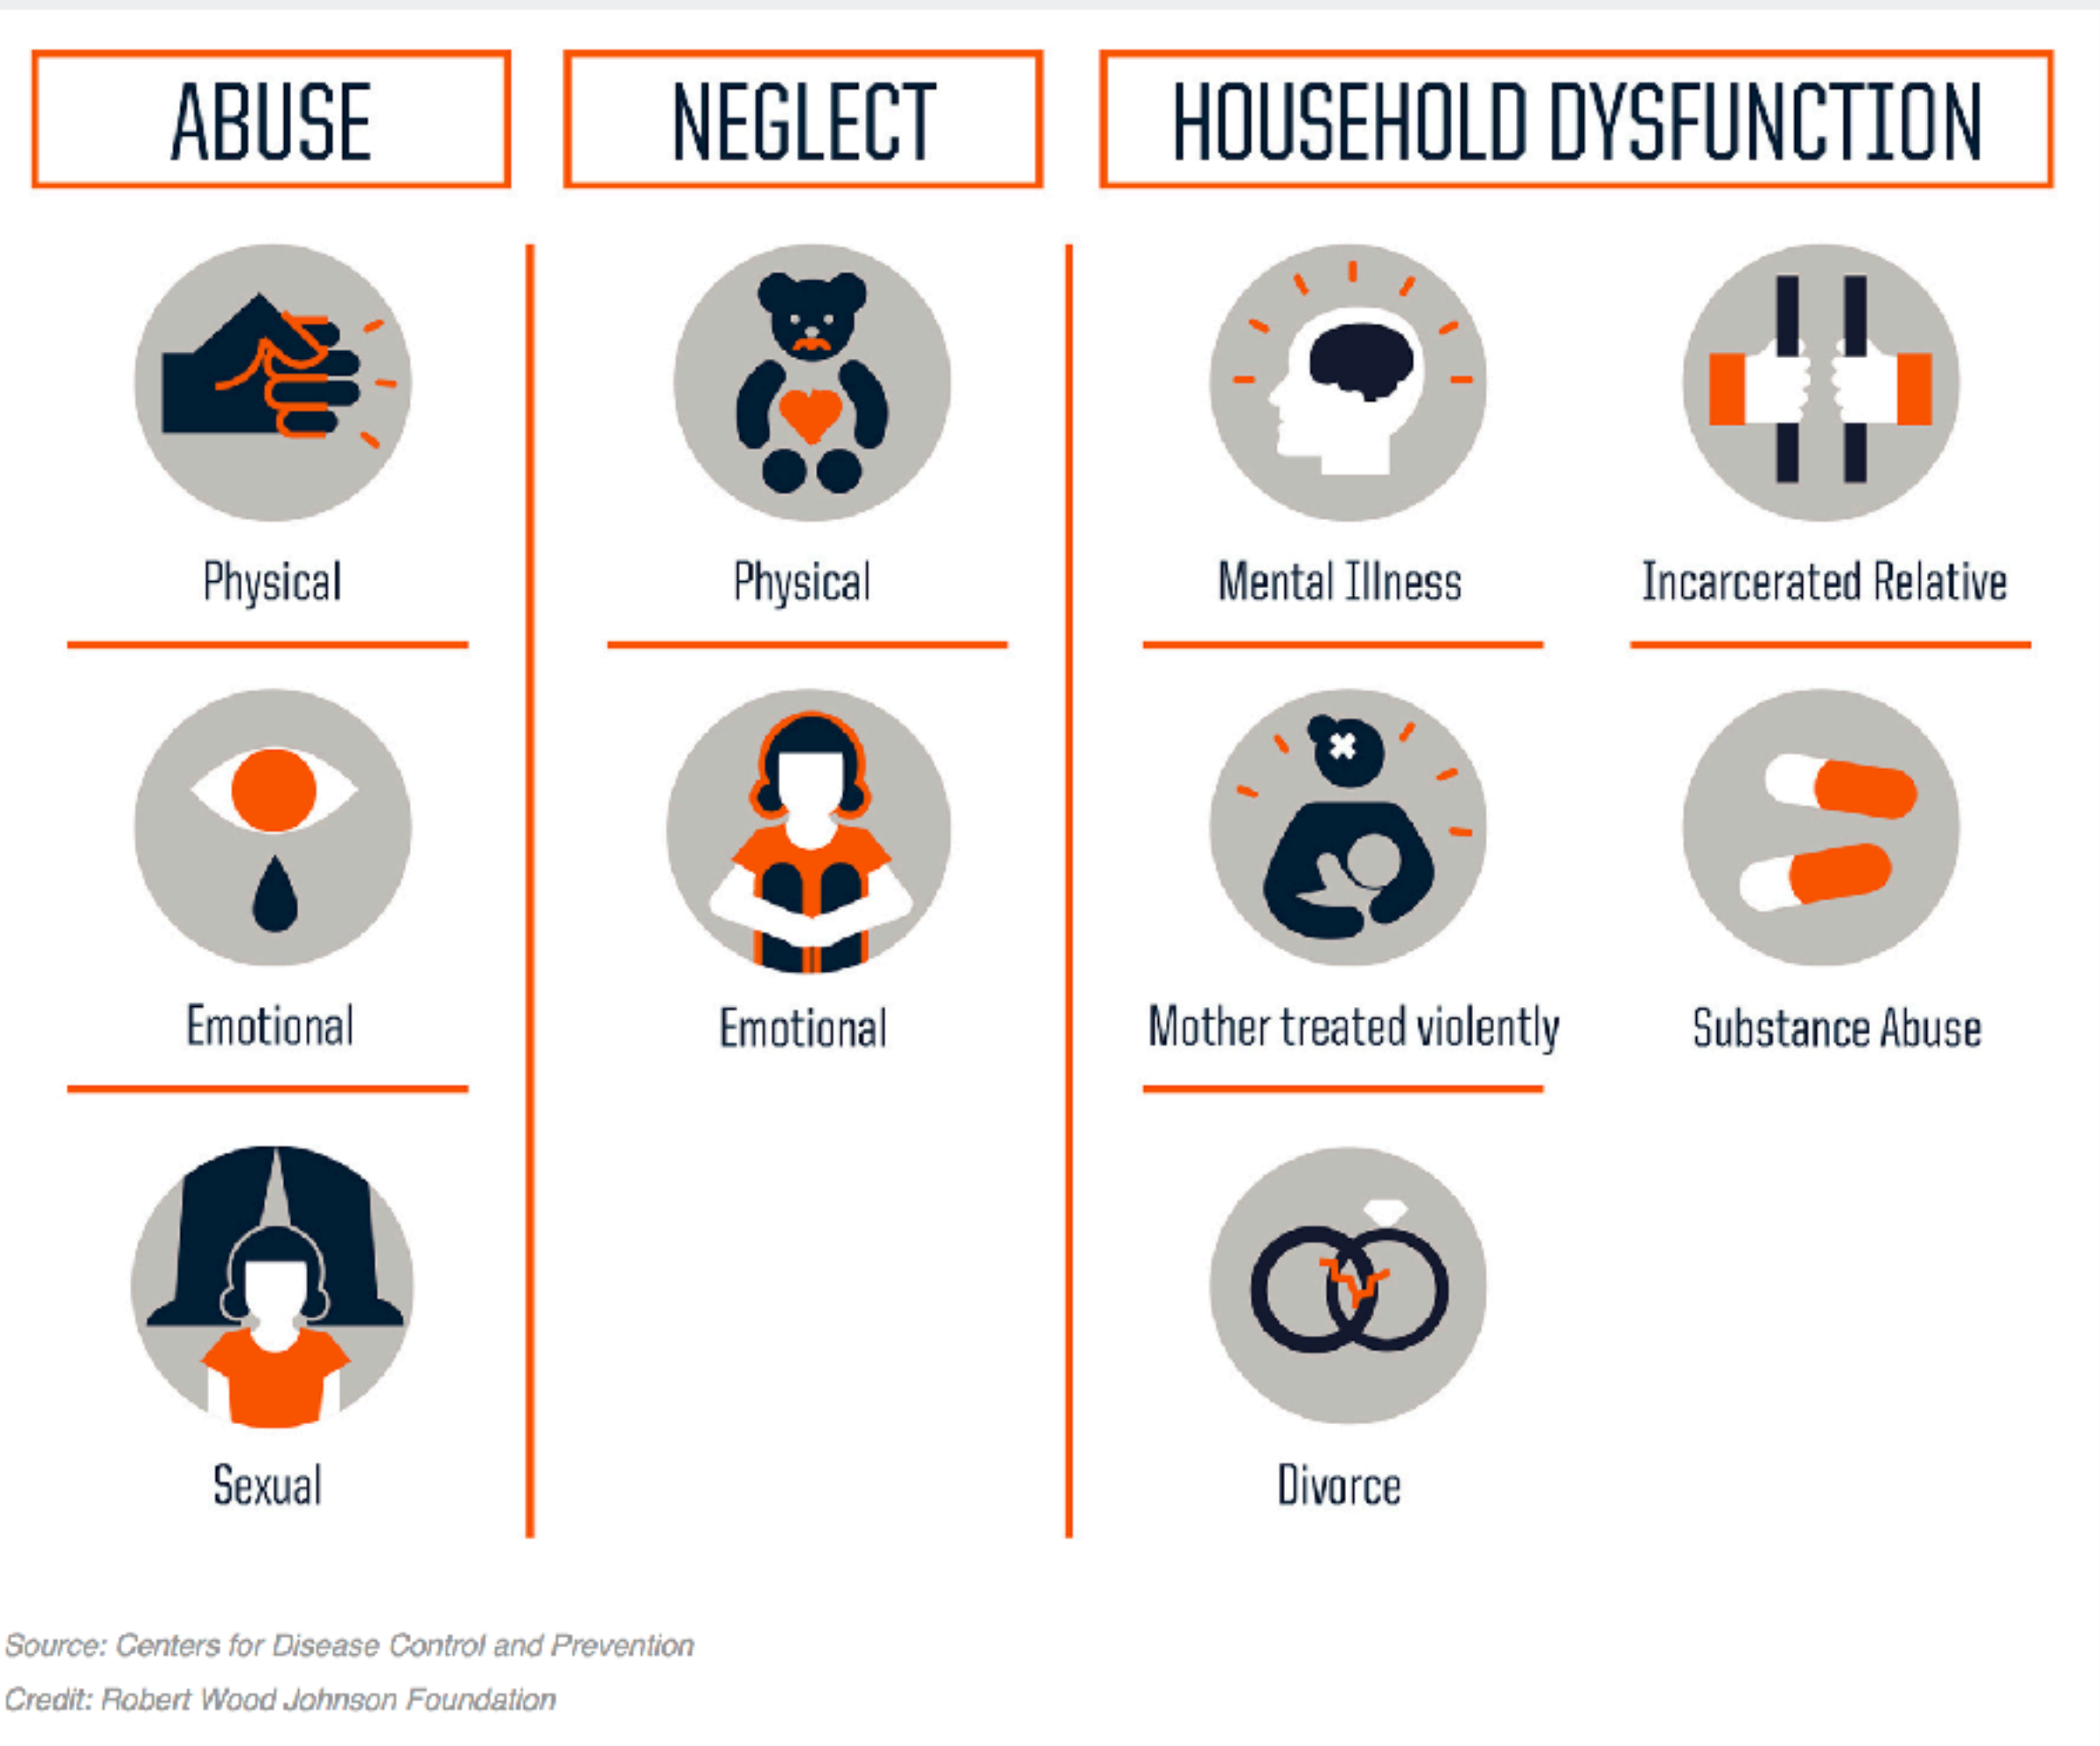 ABUSE
NEGLECT
HOUSEHOLD DYSFUNCTION
Physical
Physical
Mental Illness
Incarcerated Relative
Emotional
Emotional
Mother treated violently
Substance Abuse
Sexual
Divorce
Source: Centers for Disease Control and Prevention
Credit: Robert Wood Johnson Foundation